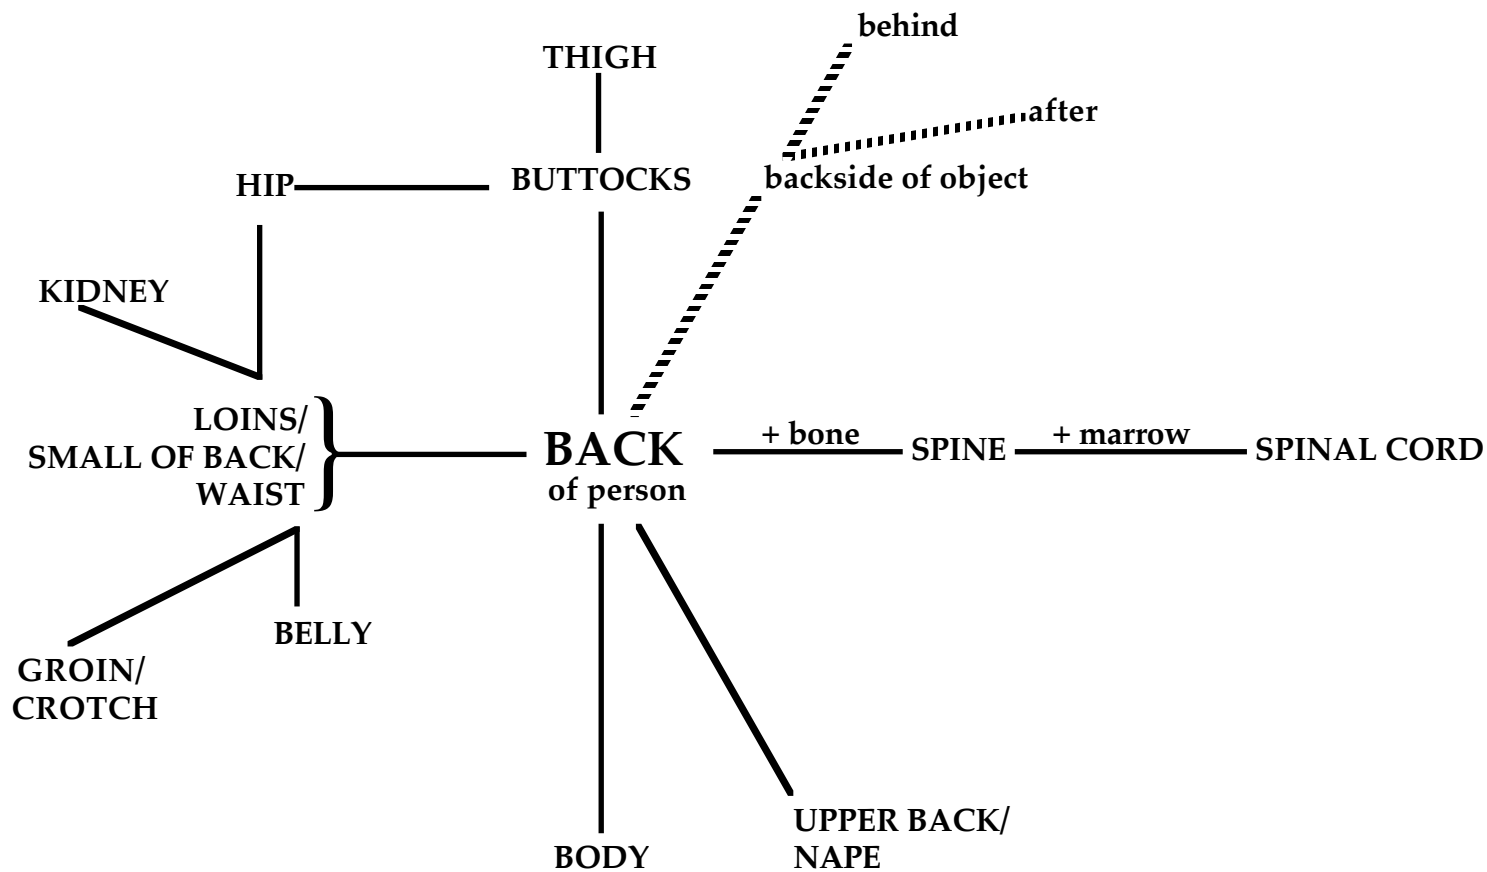 behind
THIGH
after
HIP
BUTTOCKS
backside of object
KIDNEY
LOINS/
SMALL OF BACK/
WAIST
BACK
of person
+ bone
SPINE
+ marrow
SPINAL CORD
BELLY
GROIN/
CROTCH
UPPER BACK/
NAPE
BODY